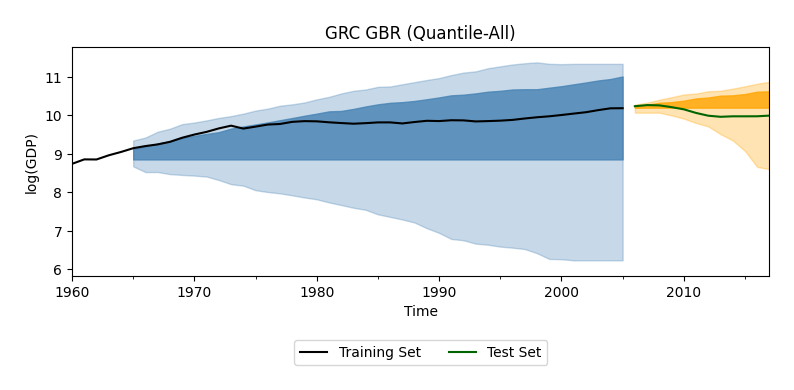 GRC GBR (Quantile-All)
log(GDP)
11
10
9
8
7
6
1960 1970 1980 1990 2000 2010
Time
Training Set Test Set